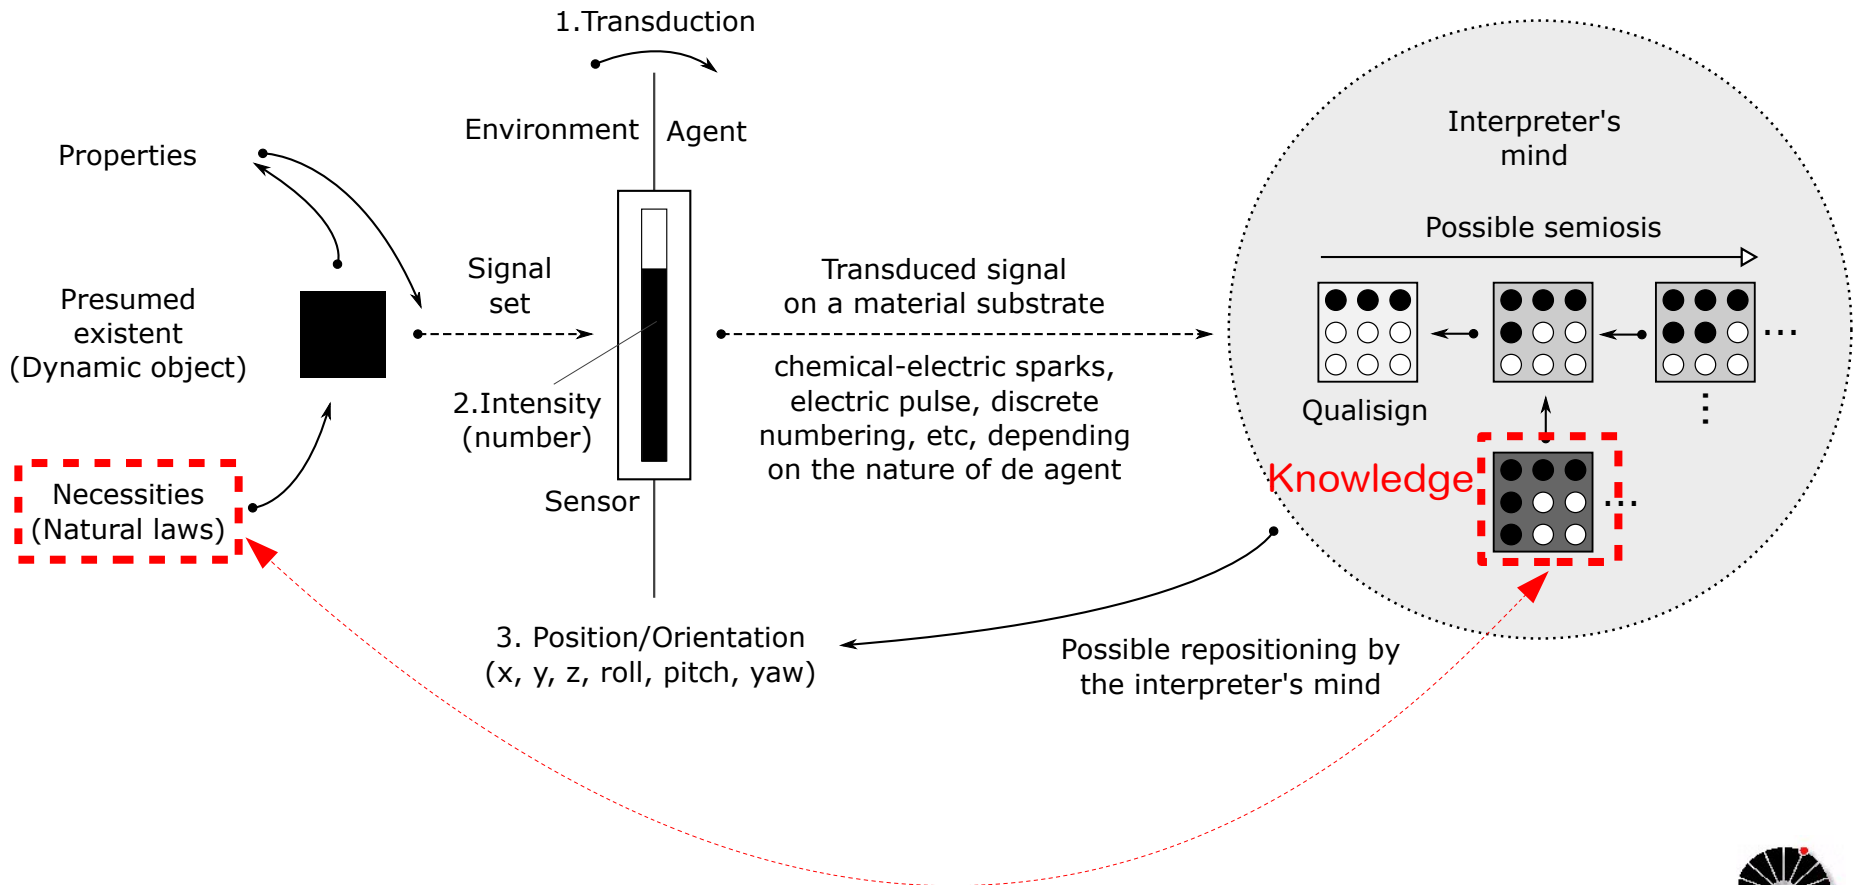 1.Transduction
Environment
Agent
Properties
Presumed
existent
(Dynamic object)
Necessities
(Natural laws)
Signal
set
2.Intensity
(number)
Sensor
3. Position/Orientation
(x, y, z, roll, pitch, yaw)
Transduced signal
on a material substrate
chemical-electric sparks,
electric pulse, discrete
numbering, etc, depending
on the nature of de agent
Possible repositioning by
the interpreter's mind
Interpreter's
mind
Possible semiosis
...
Qualisign
...
Knowledge
...